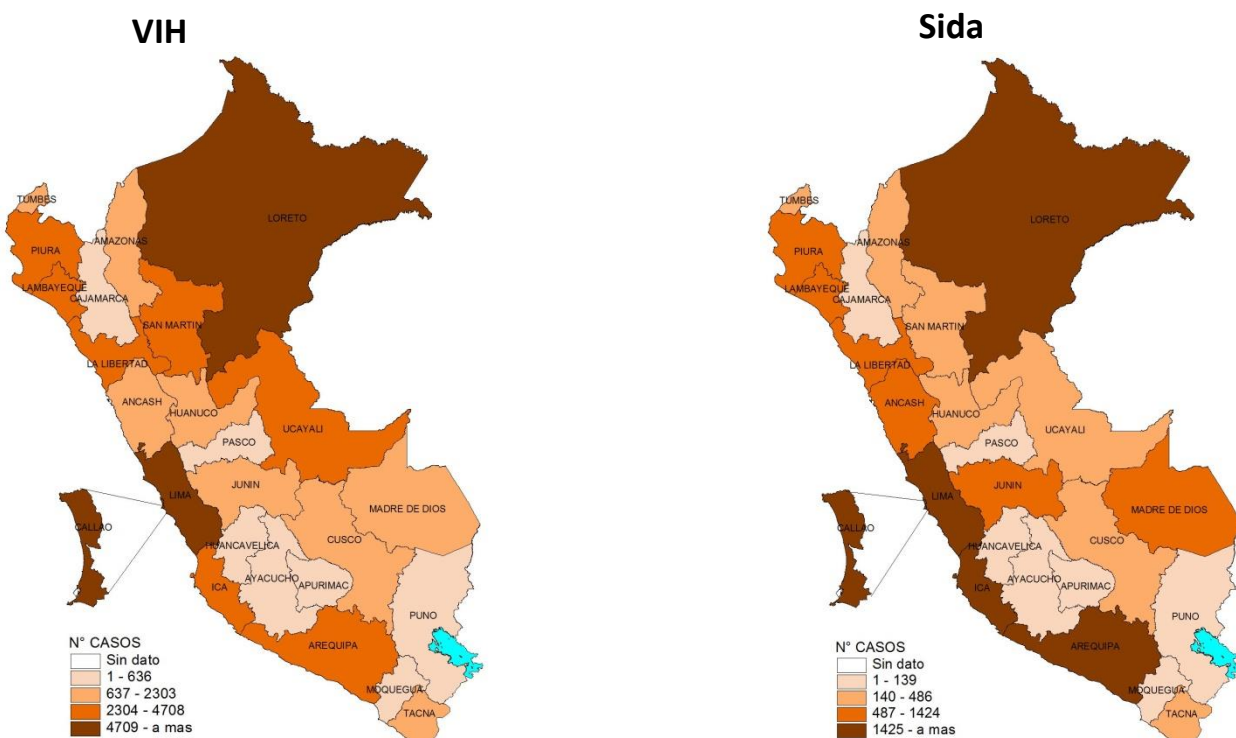 VIH
TUMBES
LORETO
AMAZONAS
PIURA
LAMBAYEQUE
CAJAMARCA
SAN MARTIN
LA LIBERTAD
ANCASH
HUANUCO
UCAYALI
PASCO
LIMA
JUNIN
MADRE DE DIOS
CALLAO
CUSCO
HUANCAVELICA
AYACUCHO
APURIMAC
ICA
PUNO
AREQUIPA
MOQUEGUA
TACNA
N° CASOS
Sin dato
1 - 636
637 - 2303
2304 - 4708
4709 - a mas
Sida
TUMBES
LORETO
AMAZONAS
PIURA
LAMBAYEQUE
CAJAMARCA
SAN MARTIN
LA LIBERTAD
ANCASH
HUANUCO
UCAYALI
PASCO
LIMA
JUNIN
MADRE DE DIOS
CALLAO
CUSCO
HUANCAVELICA
AYACUCHO
APURIMAC
ICA
PUNO
AREQUIPA
MOQUEGUA
TACNA
N° CASOS
Sin dato
1 - 139
140 - 486
487 - 1424
1425 - a mas